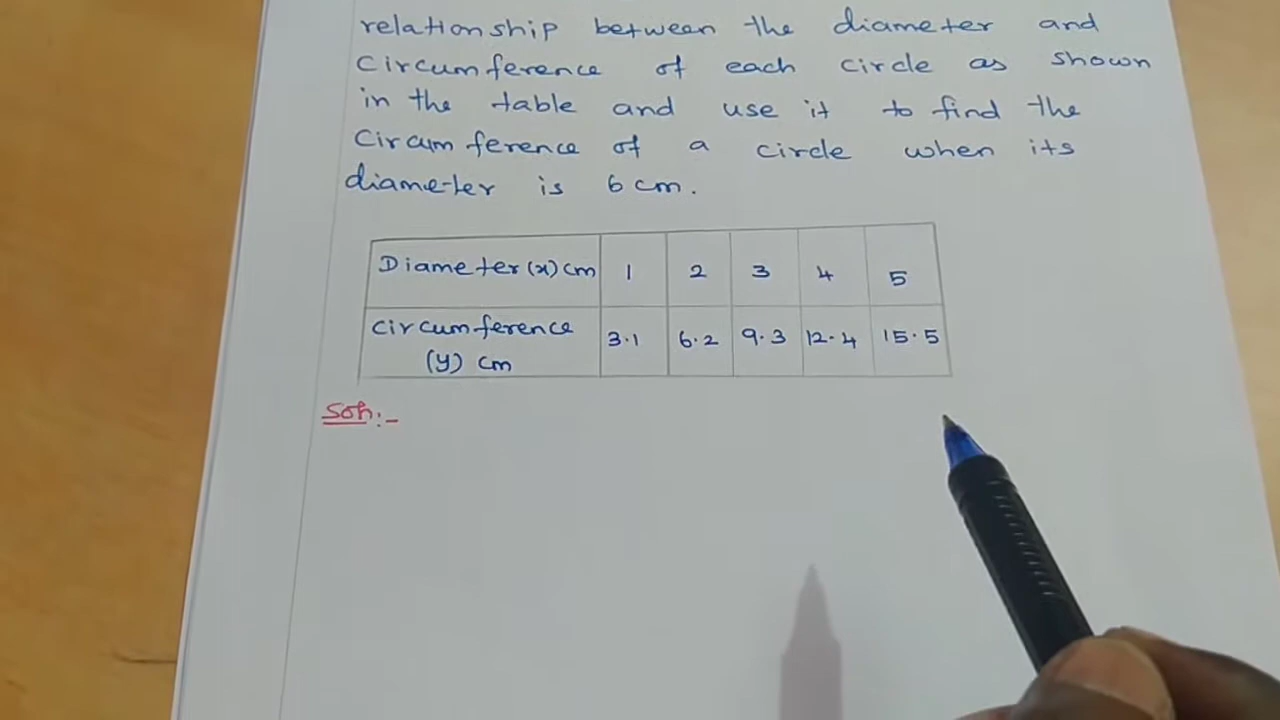 relationship between the diameter and
Circumference of each circle as shown
in the table and use it to find the
Circumference of a circle when its
diameter is 6 cm.
Diameter (x) cm 1 2 3 4 5
Circumference 3.1 6.2 9.3 12.4 15.5
(y) cm
Soln:-